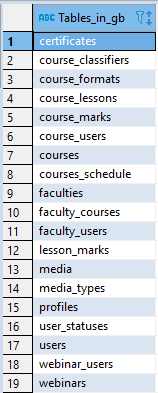 ABC Tables_in_gb
1 certificates
2 course_classifiers
3 course_formats
4 course_lessons
5 course_marks
6 course_users
7 courses
8 courses_schedule
9 faculties
10 faculty_courses
11 faculty_users
12 lesson_marks
13 media
14 media_types
15 profiles
16 user_statuses
17 users
18 webinar_users
19 webinars